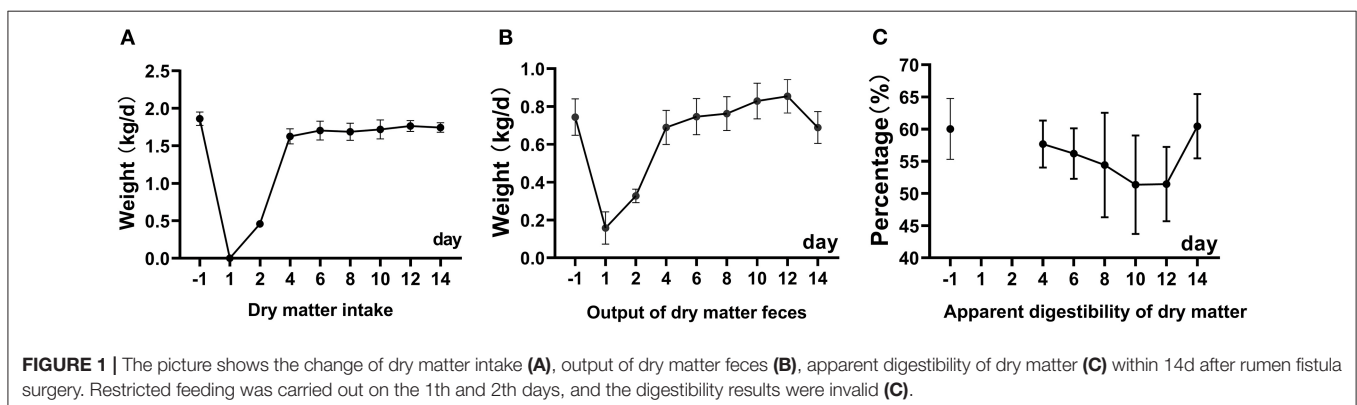 A
B
C
Weight (kg/d)
2.5
2.0
1.5
1.0
0.5
0.0
day
-1 1 2 4 6 8 10 12 14
Dry matter intake
Weight (kg/d)
1.0
0.8
0.6
0.4
0.2
0.0
day
-1 1 2 4 6 8 10 12 14
Output of dry matter feces
Percentage(%)
70
65
60
55
50
45
40
day
-1 1 2 4 6 8 10 12 14
Apparent digestibility of dry matter
FIGURE 1 | The picture shows the change of dry matter intake (A), output of dry matter feces (B), apparent digestibility of dry matter (C) within 14d after rumen fistula
surgery. Restricted feeding was carried out on the 1th and 2th days, and the digestibility results were invalid (C).